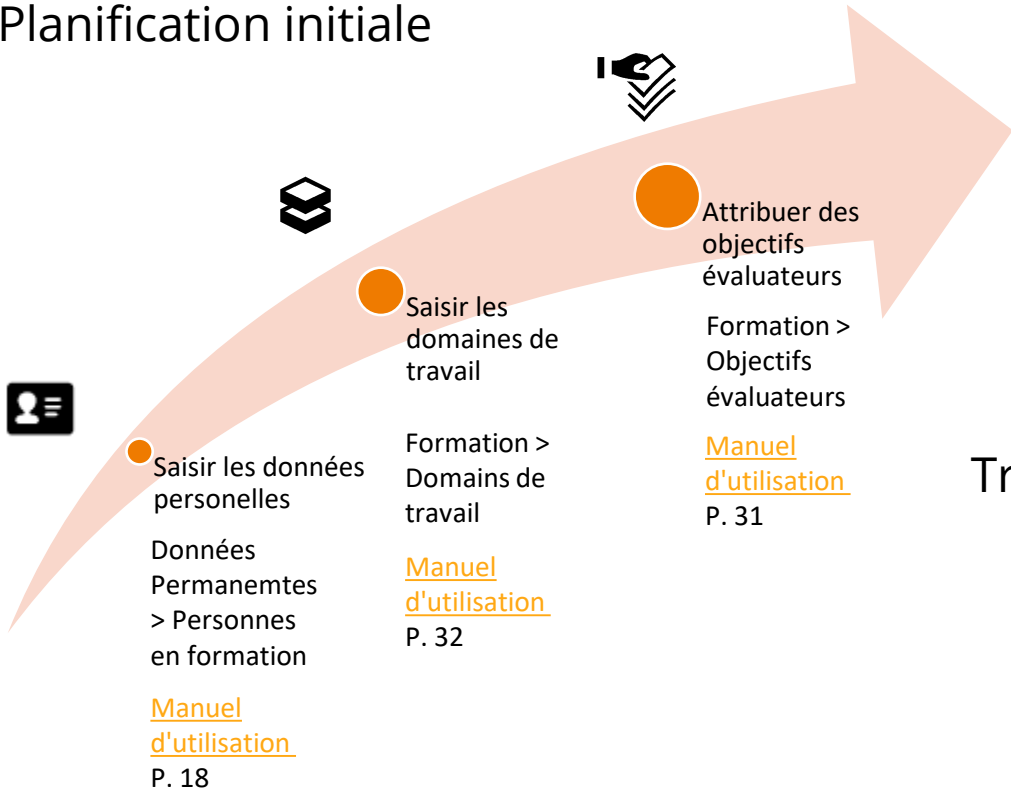 Planification initiale
Saisir les données
personelles
Données
Permanemtes
> Personnes
en formation
Manuel
d'utilisation
P. 18
Saisir les
domaines de
travail
Formation >
Domains de
travail
Manuel
d'utilisation
P. 32
Attribuer des
objectifs
évaluateurs
Formation >
Objectifs
évaluateurs
Manuel
d'utilisation
P. 31
Tr